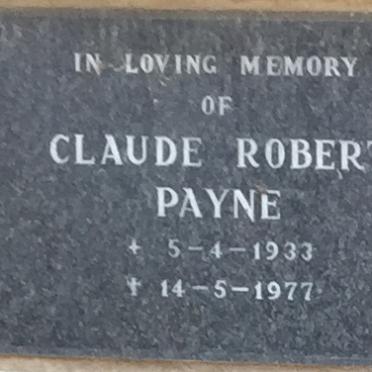 IN LOVING MEMORY
OF
CLAUDE ROBERT
PAYNE
+ 5-4-1933
✝ 14-5-1977